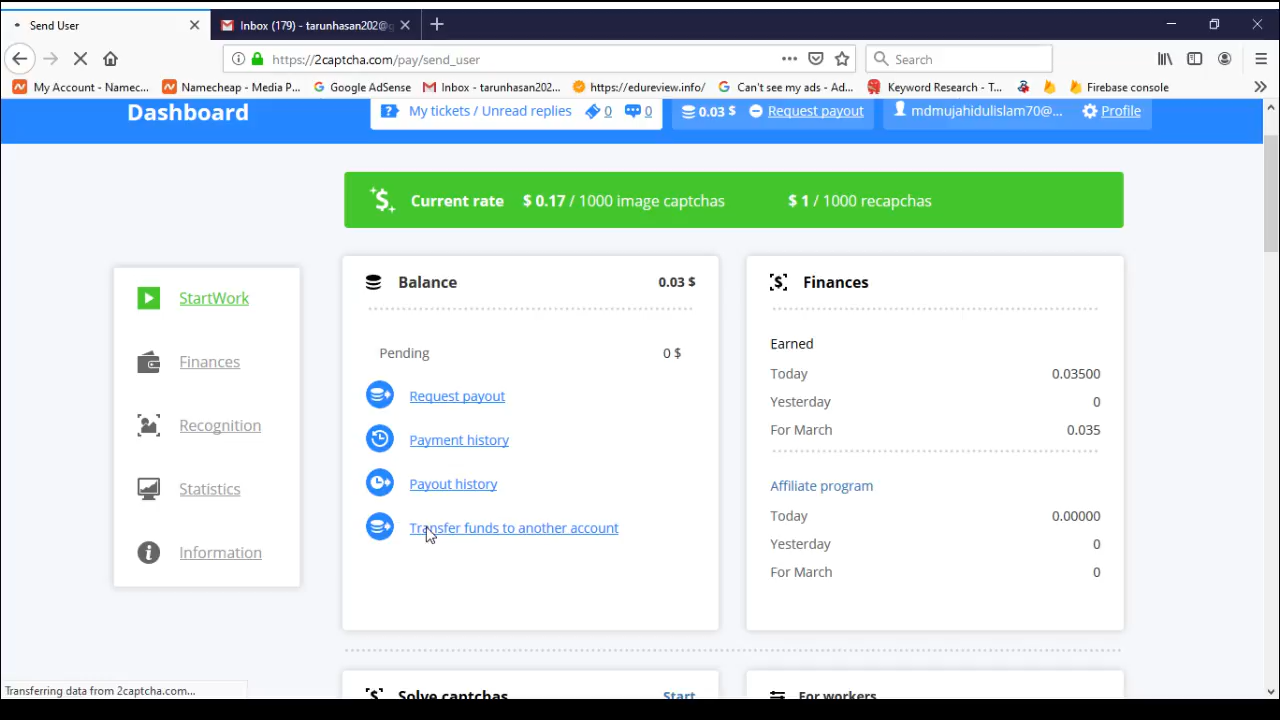 Send User
Inbox (179) - tarunhasan202@g
https://2captcha.com/pay/send_user
Search
My Account - Namec...
Namecheap - Media P...
Google AdSense
Inbox - tarunhasan202...
https://edureview.info/
Can't see my ads - Ad...
Keyword Research - T...
Firebase console
Dashboard
My tickets / Unread replies
0
0
0.03 $
Request payout
mdmujahidulislam70@...
Profile
Current rate
$ 0.17 / 1000 image captchas
$ 1 / 1000 recapchas
StartWork
Finances
Recognition
Statistics
Information
Balance
0.03 $
Pending
0 $
Request payout
Payment history
Payout history
Transfer funds to another account
Finances
Earned
Today
0.03500
Yesterday
0
For March
0.035
Affiliate program
Today
0.00000
Yesterday
0
For March
0
Solve captchas
Start
For workers
Transferring data from 2captcha.com...